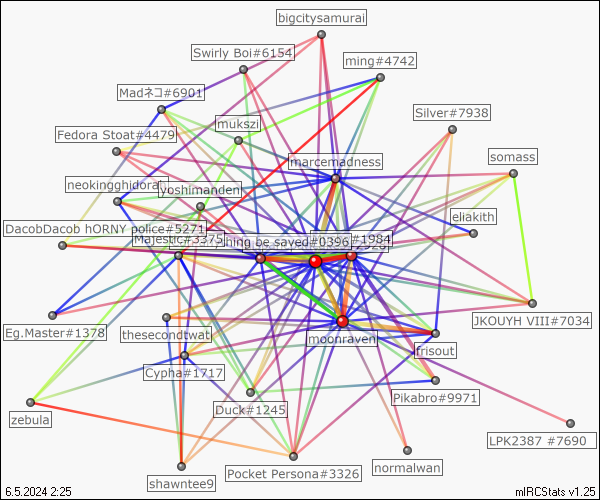 bigcitysamurai
Swirly Boi#6154
ming#4742
Madネコ#6901
Silver#7938
mukszi
Fedora Stoat#4479
marcemadness
somass
neokingghidora
yoshimanden
eliakith
DacobDacob hORNY police#5271
Majestic#3375
hing be saved#0396
#1984
Eg.Master#1378
JKOUYH VIII#7034
thesecondtwat
moonraven
frisout
Cypha#1717
Pikabro#9971
Duck#1245
zebula
LPK2387 #7690
normalwan
Pocket Persona#3326
shawntee9
6.5.2024 2:25
mIRCStats v1.25